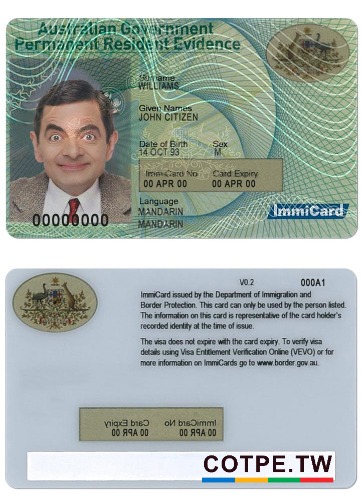 Australian Government
Permanent Resident Evidence
Surname
WILLIAMS
Given Names
JOHN CITIZEN
Date of Birth Sex
14 OCT 93 M
ImmiCard No Card Expiry
00 APR 00 00 APR 00
Language
MANDARIN
MANDARIN
00000000
ImmiCard
V0.2 000A1
ImmiCard issued by the Department of Immigration and
Border Protection. This card can only be used by the person listed.
The information on this card is representative of the card holder's
recorded identity at the time of issue.
The visa does not expire with the card expiry. To verify visa
details using Visa Entitlement Verification Online (VEVO) or for
more information on ImmiCards go to www.border.gov.au.
ImmiCard No Card Expiry
00 APR 00 00 APR 00
COTPE.TW